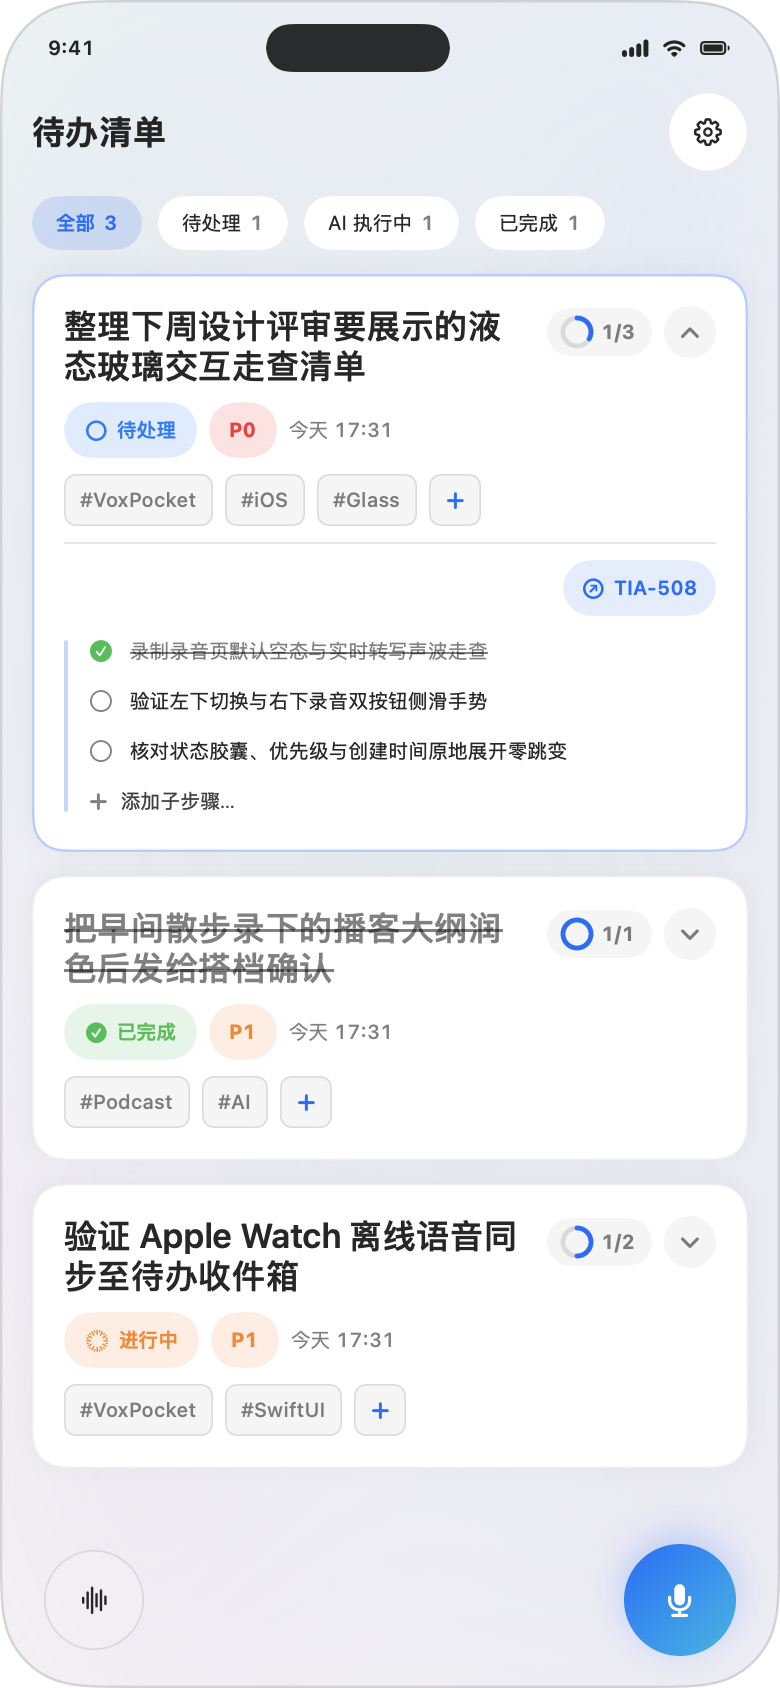 9:41
待办清单
全部 3
待处理 1
AI 执行中 1
已完成 1
整理下周设计评审要展示的液
态玻璃交互走查清单
1/3
待处理
P0
今天 17:31
#VoxPocket
#iOS
#Glass
+
TIA-508
录制录音页默认空态与实时转写声波走查
验证左下切换与右下录音双按钮侧滑手势
核对状态胶囊、优先级与创建时间原地展开零跳变
+ 添加子步骤...
把早间散步录下的播客大纲润
色后发给搭档确认
1/1
已完成
P1
今天 17:31
#Podcast
#AI
+
验证 Apple Watch 离线语音同
步至待办收件箱
1/2
进行中
P1
今天 17:31
#VoxPocket
#SwiftUI
+